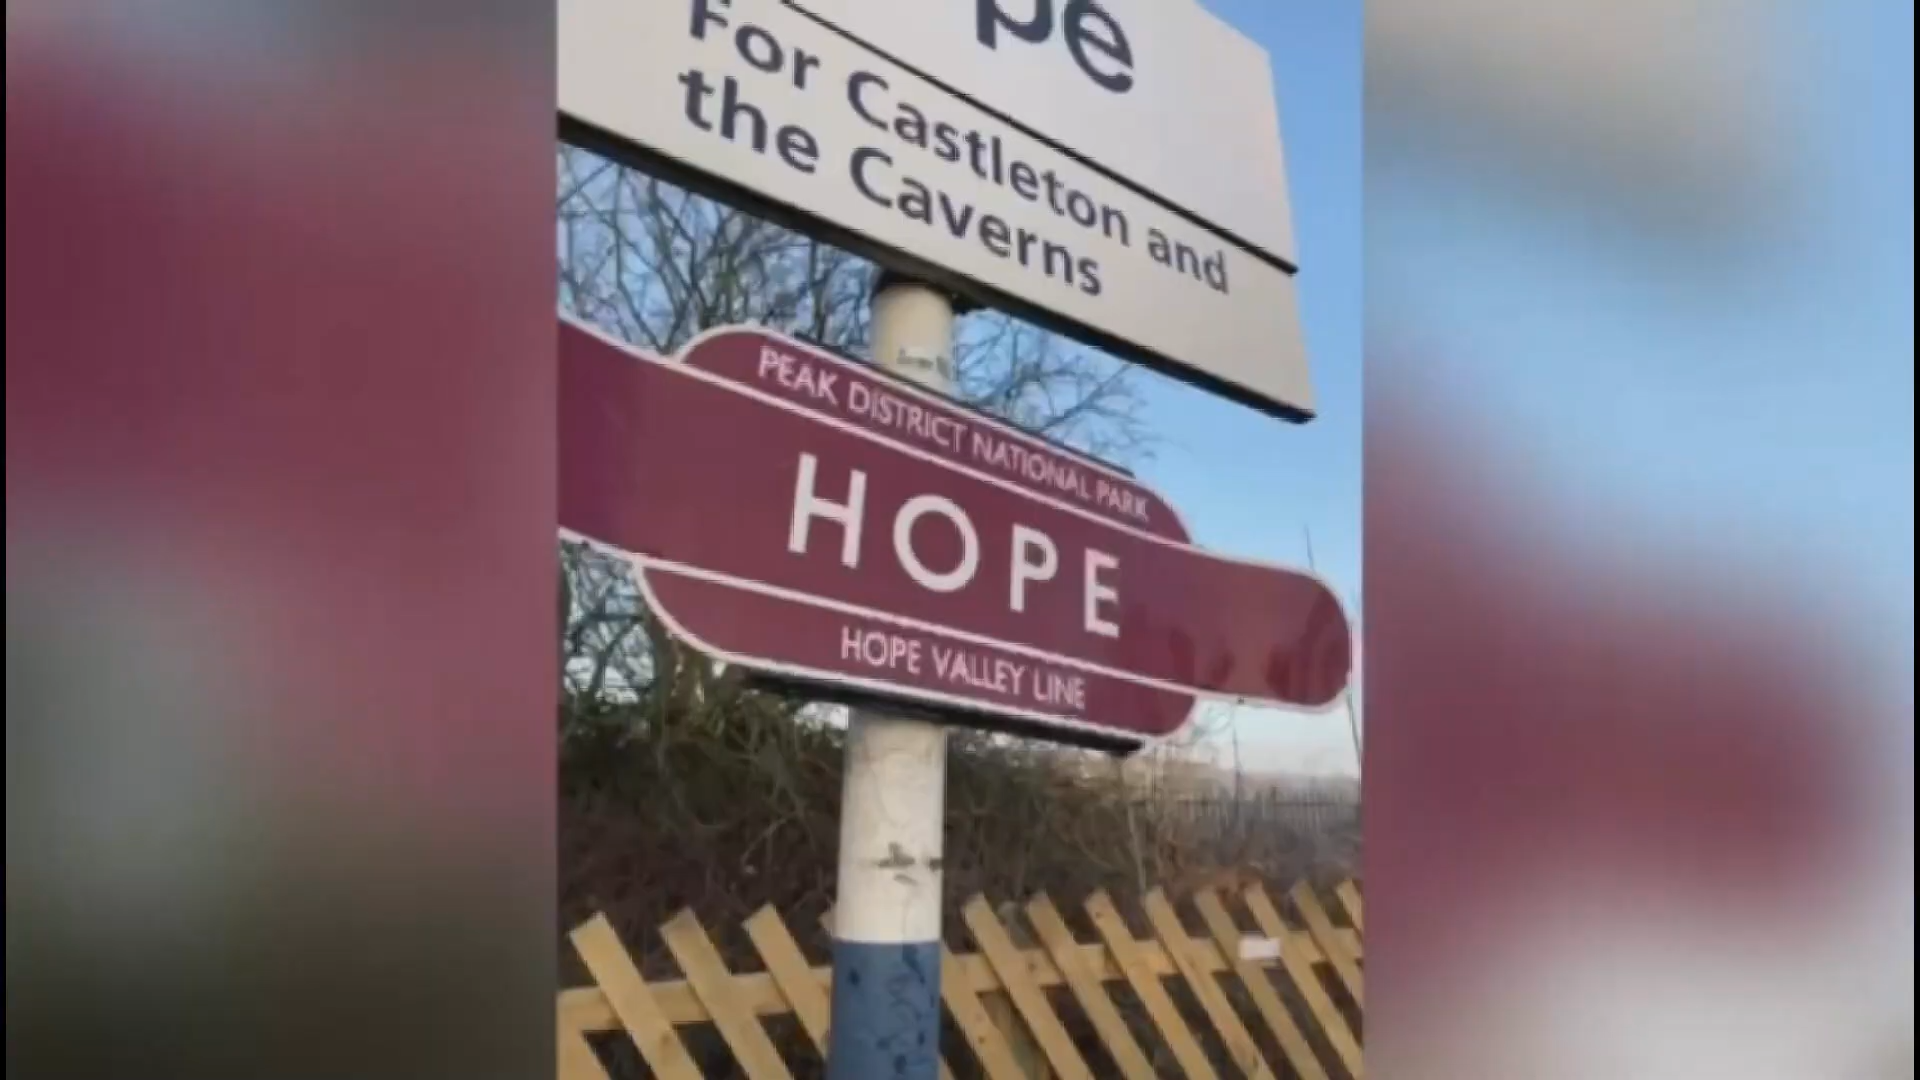 pe
For Castleton and
the Caverns
PEAK DISTRICT NATIONAL PARK
HOPE
HOPE VALLEY LINE